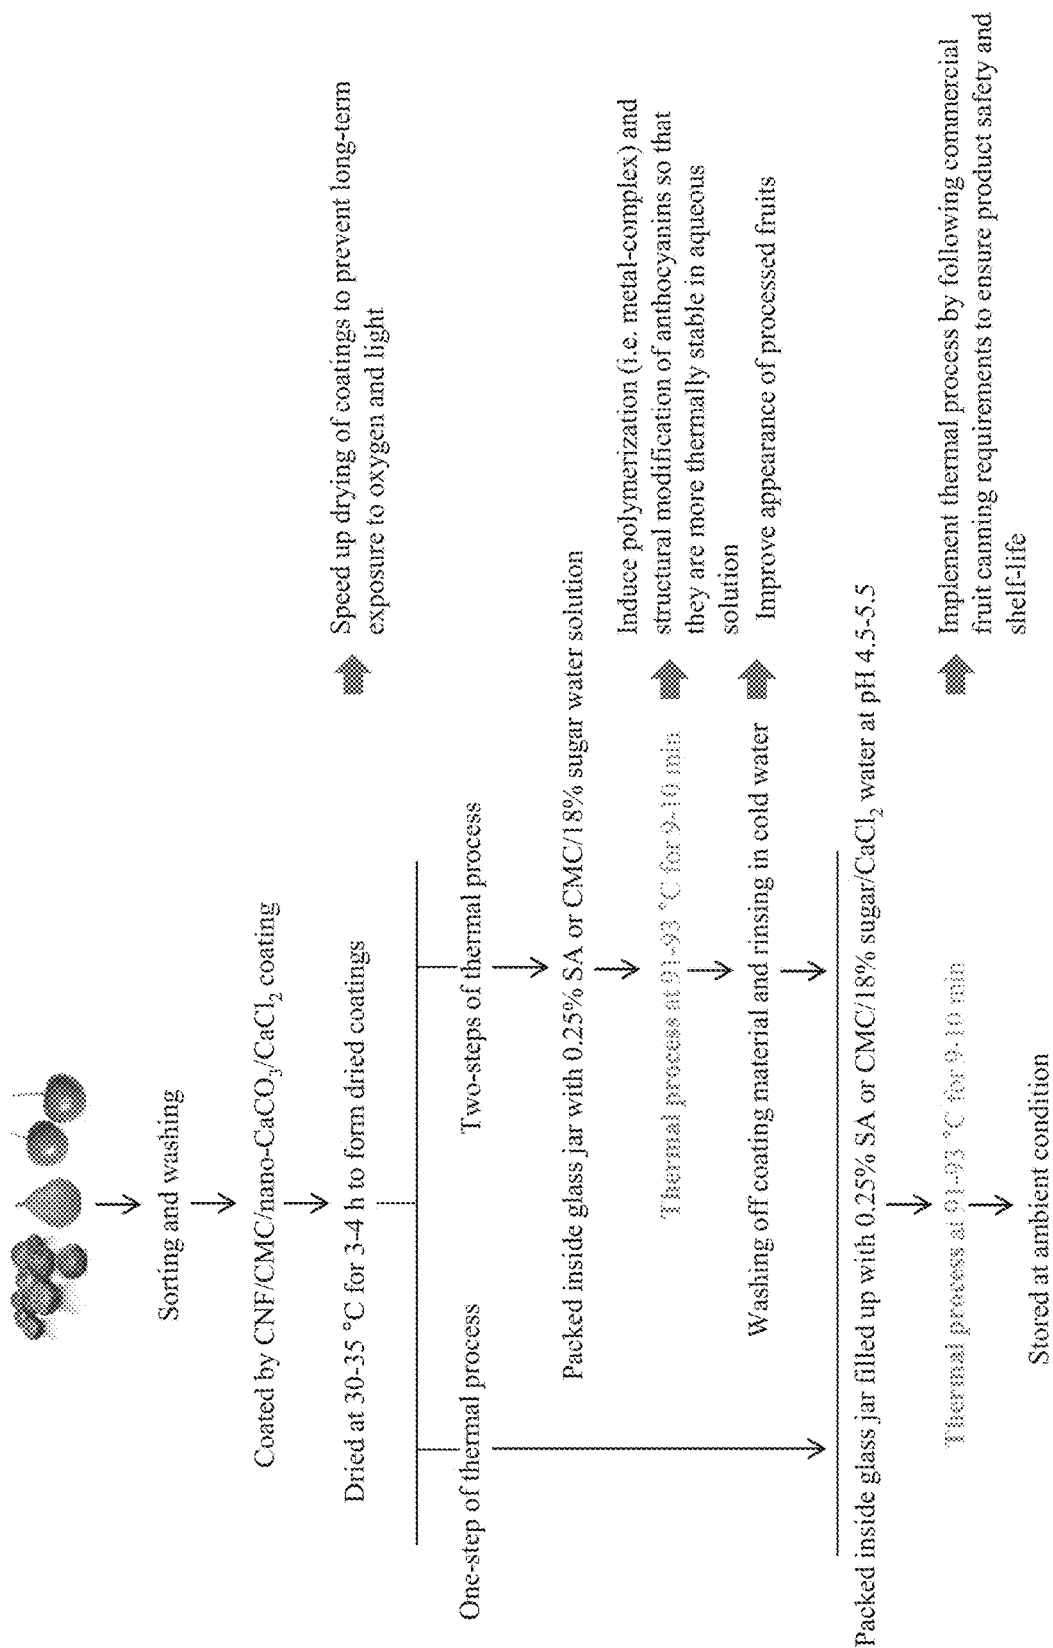 Sorting and washing
Coated by CNF/CMC/nano-CaCO3/CaCl2 coating
Dried at 30-35 °C for 3-4 h to form dried coatings
Speed up drying of coatings to prevent long-term
exposure to oxygen and light
One-step of thermal process
Two-steps of thermal process
Packed inside glass jar with 0.25% SA or CMC/18% sugar water solution
Thermal process at 91-93 °C for 9-10 min
Induce polymerization (i.e. metal-complex) and
structural modification of anthocyanins so that
they are more thermally stable in aqueous
solution
Washing off coating material and rinsing in cold water
Improve appearance of processed fruits
Packed inside glass jar filled up with 0.25% SA or CMC/18% sugar/CaCl2 water at pH 4.5-5.5
Thermal process at 91-93 °C for 9-10 min
Implement thermal process by following commercial
fruit canning requirements to ensure product safety and
shelf-life
Stored at ambient condition